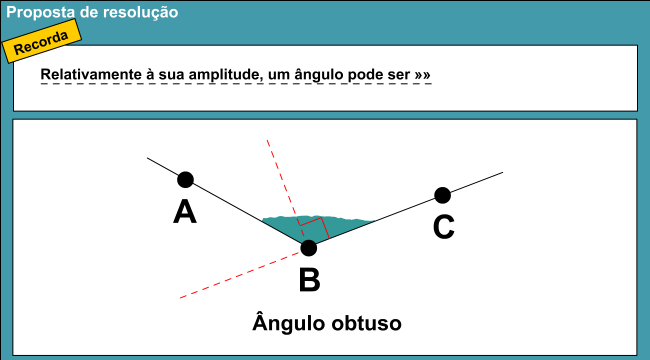 Proposta de resolução
Recorda
Relativamente à sua amplitude, um ângulo pode ser »»
A
C
B
Ângulo obtuso